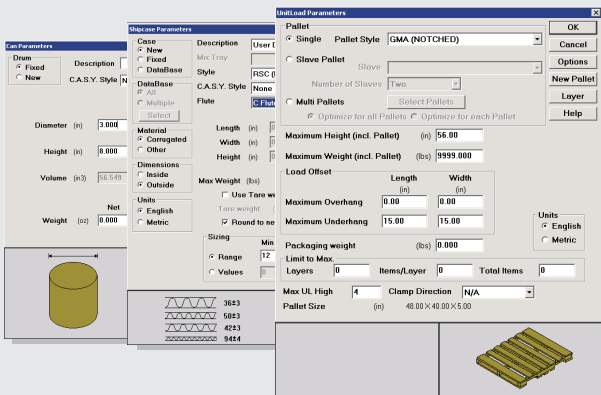 Can Parameters
Drum
Fixed
New
Description
C.A.S.Y. Style
Diameter (in) 3.000
Height (in) 8.000
Volume (in3) 56.549
Net
Weight (oz) 0.000
Shipcase Parameters
Case
New
Fixed
DataBase
DataBase
All
Multiple
Select
Material
Corrugated
Other
Dimensions
Inside
Outside
Units
English
Metric
Description User D
Mix Tray
Style RSC (
C.A.S.Y. Style None
Flute C Flute
Length (in)
Width (in)
Height (in)
Max Weight (lbs)
Use Tare we
Tare weight
Round to ne
Sizing
Min
Range 12
Values
36±3
50±3
42±3
94±4
UnitLoad Parameters
Pallet
Single Pallet Style GMA (NOTCHED)
Slave Pallet
Slave
Number of Slaves Two
Multi Pallets Select Pallets
Optimize for all Pallets Optimize for each Pallet
Maximum Height (incl. Pallet) (in) 56.00
Maximum Weight (incl. Pallet) (lbs) 9999.000
Load Offset
Length Width
(in) (in)
Maximum Overhang 0.00 0.00
Maximum Underhang 15.00 15.00
Packaging weight (lbs) 0.000
Limit to Max.
Layers 0 Items/Layer 0 Total Items 0
Max UL High 4 Clamp Direction N/A
Pallet Size (in) 48.00 X 40.00 X 5.00
OK
Cancel
Options
New Pallet
Layer
Help
Units
English
Metric